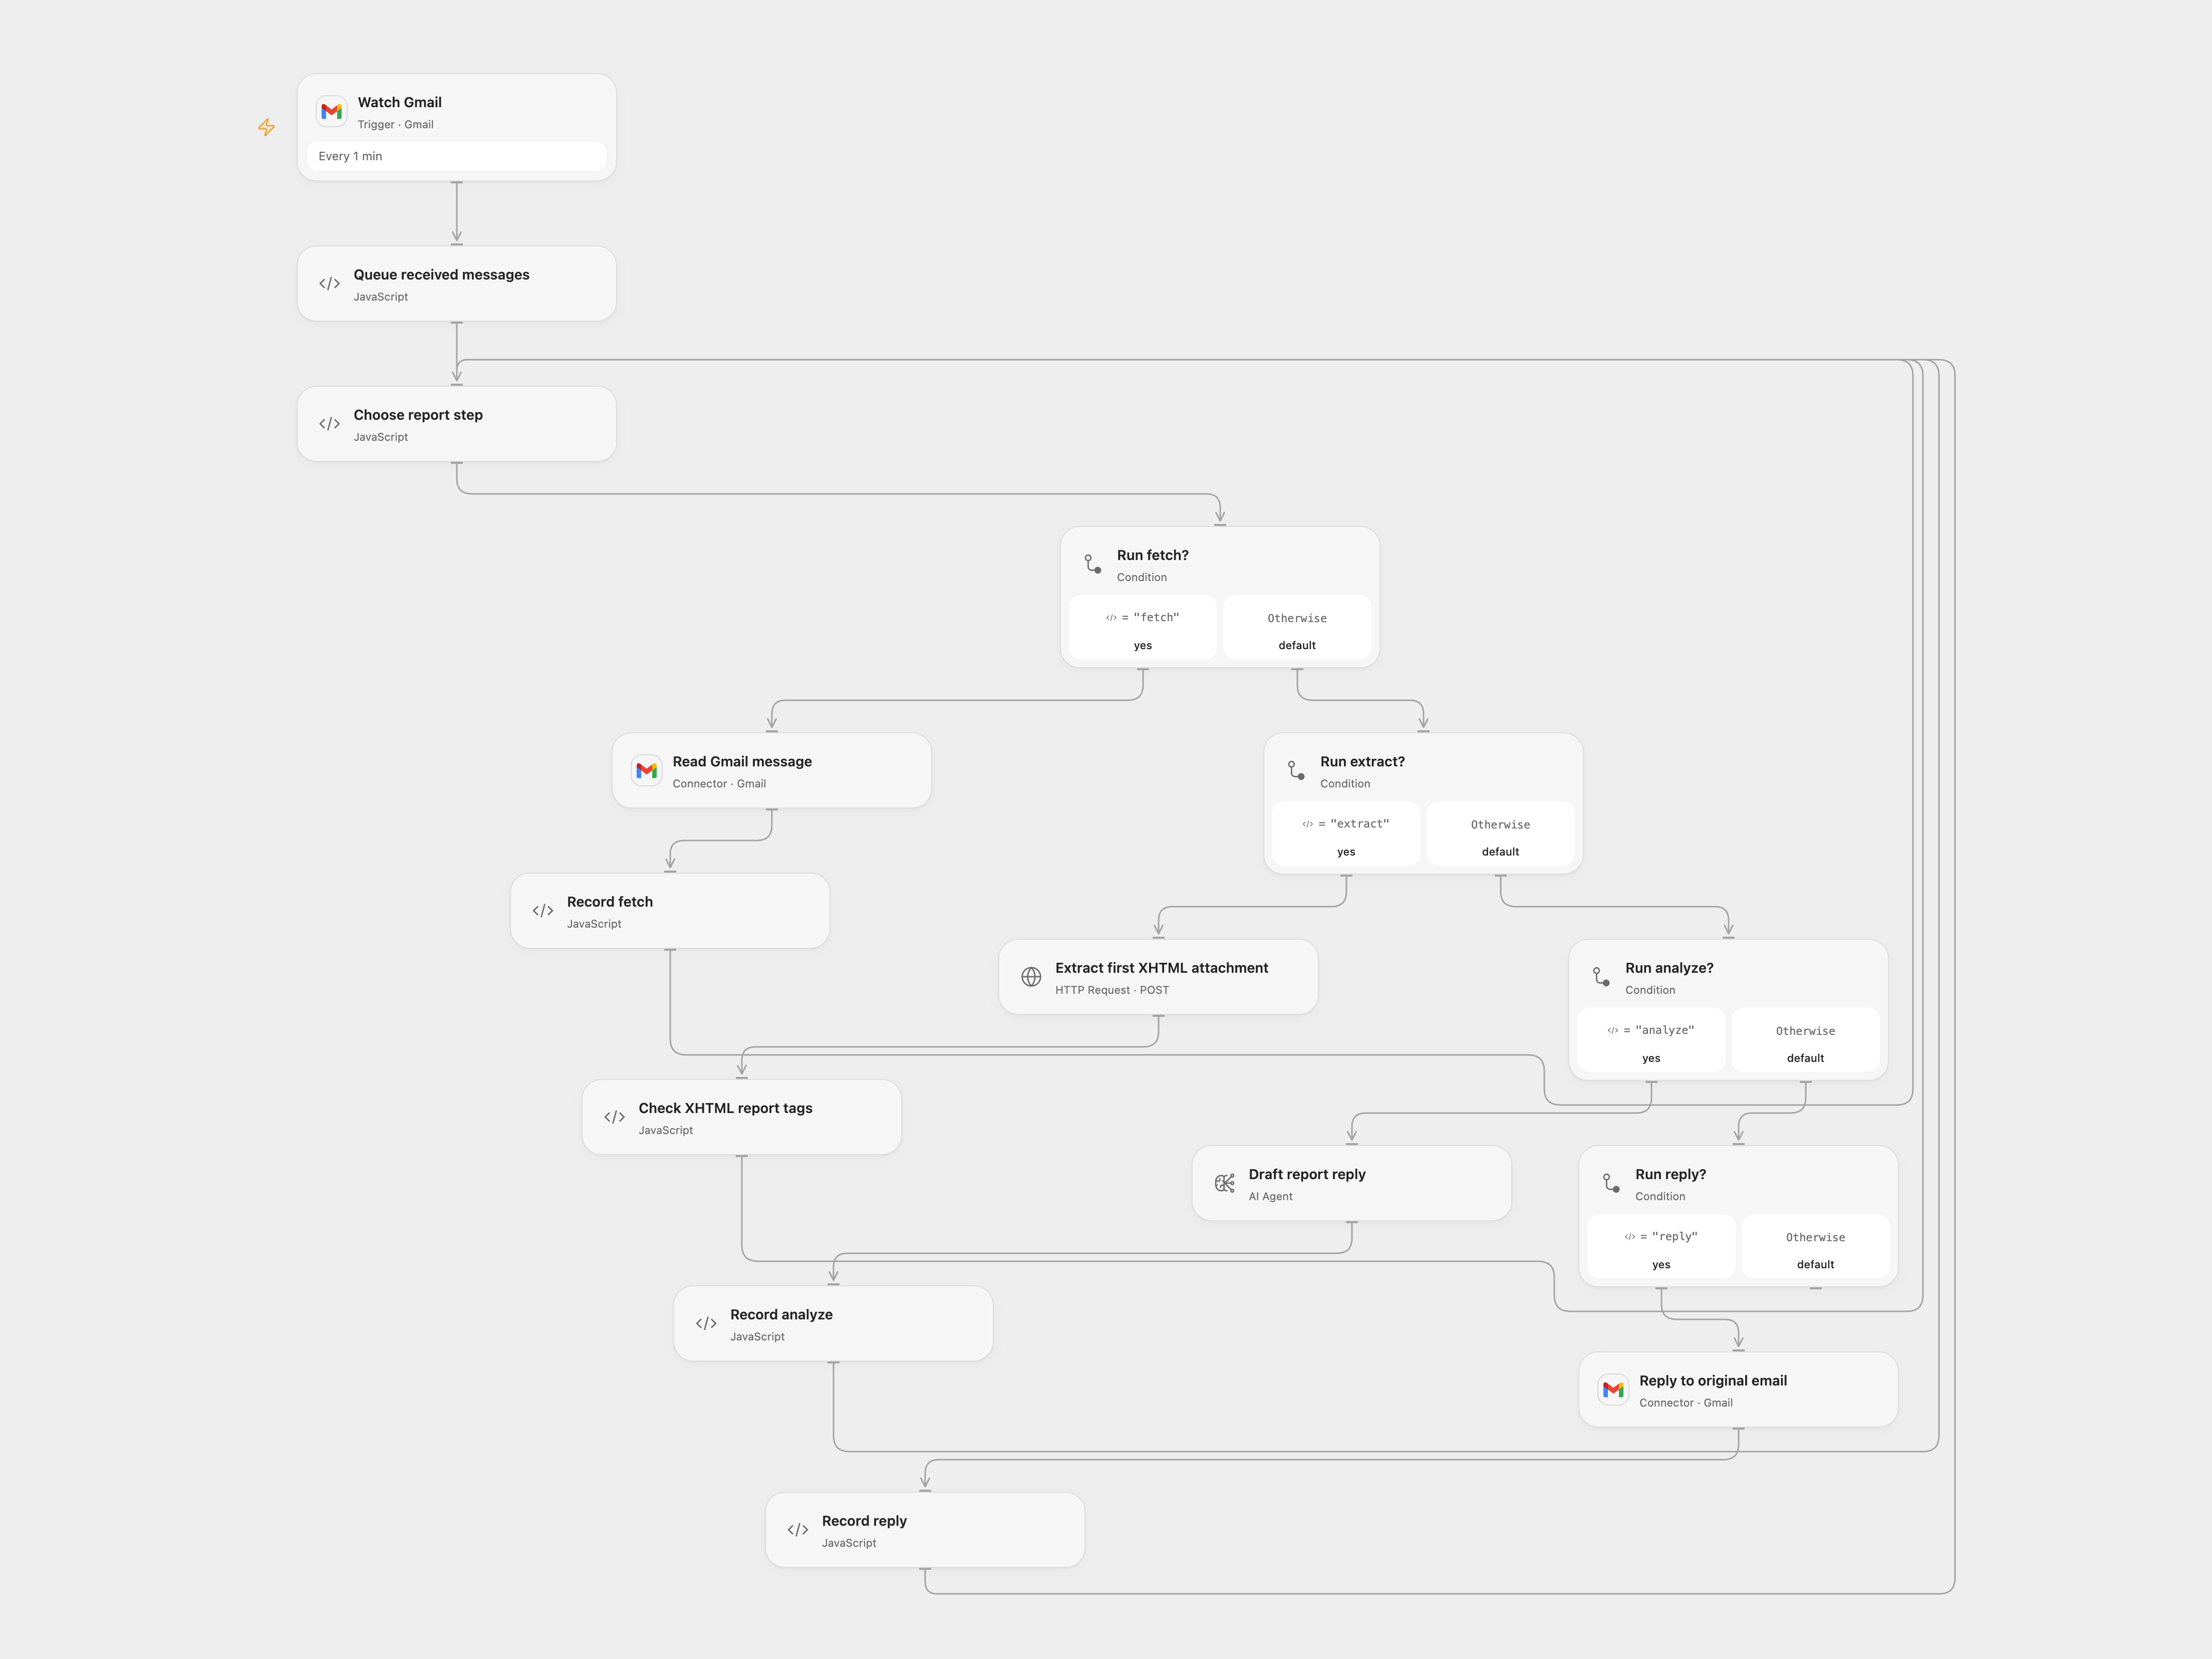 Watch Gmail
Trigger · Gmail
Every 1 min
Queue received messages
JavaScript
Choose report step
JavaScript
Run fetch?
Condition
</> = "fetch"
yes
Otherwise
default
Read Gmail message
Connector · Gmail
Run extract?
Condition
</> = "extract"
yes
Otherwise
default
Record fetch
JavaScript
Extract first XHTML attachment
HTTP Request · POST
Run analyze?
Condition
</> = "analyze"
yes
Otherwise
default
Check XHTML report tags
JavaScript
Draft report reply
AI Agent
Run reply?
Condition
</> = "reply"
yes
Otherwise
default
Record analyze
JavaScript
Reply to original email
Connector · Gmail
Record reply
JavaScript